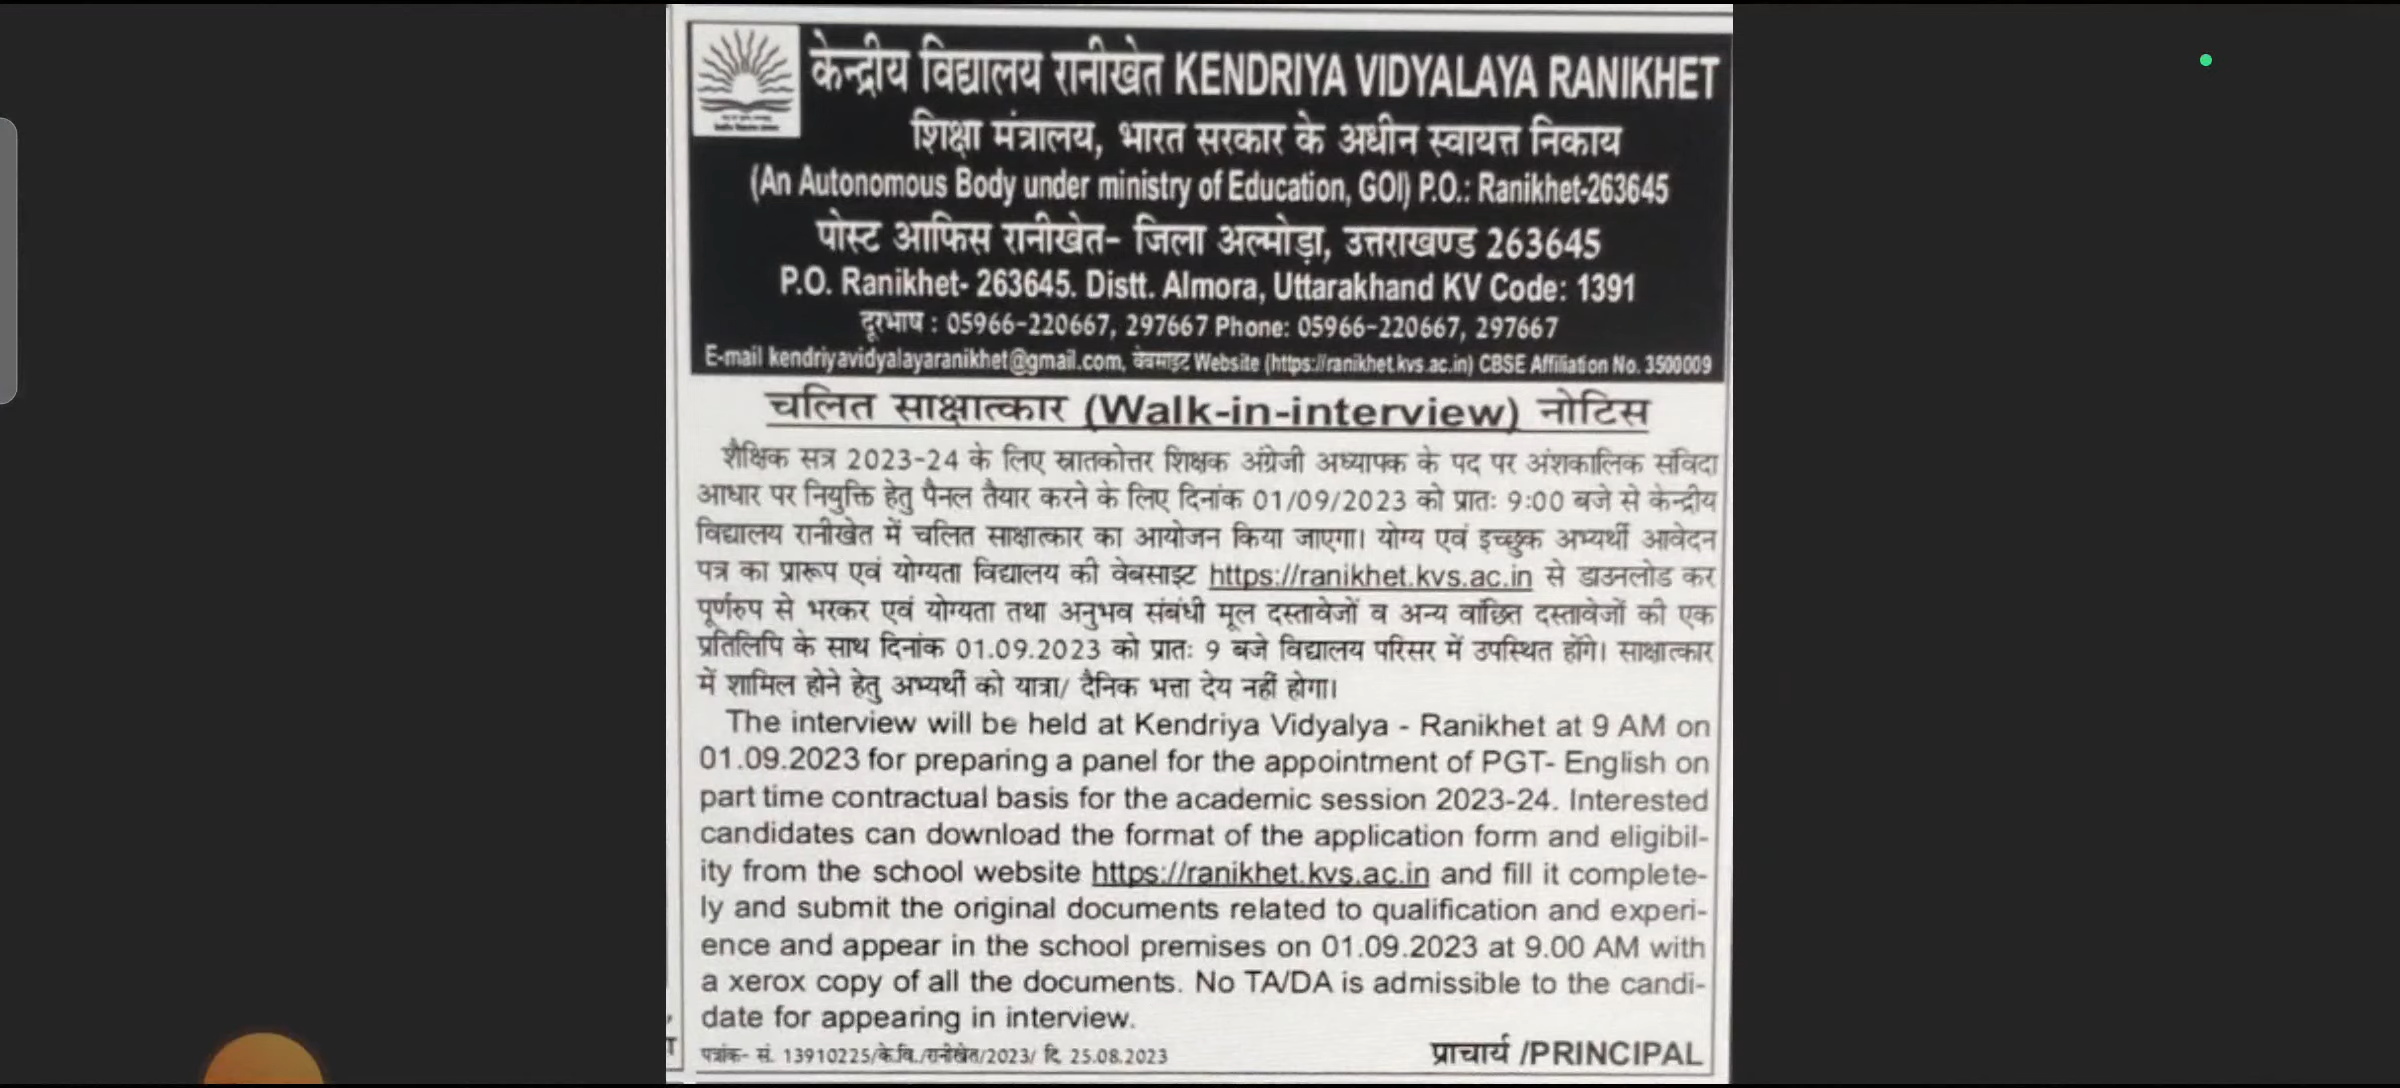 केन्द्रीय विद्यालय रानीखेत KENDRIYA VIDYALAYA RANIKHET
शिक्षा मंत्रालय, भारत सरकार के अधीन स्वायत्त निकाय
(An Autonomous Body under ministry of Education, GOI) P.O.: Ranikhet-263645
पोस्ट आफिस रानीखेत- जिला अल्मोड़ा, उत्तराखण्ड 263645
P.O. Ranikhet- 263645. Distt. Almora, Uttarakhand KV Code: 1391
दूरभाष : 05966-220667, 297667 Phone: 05966-220667, 297667
E-mail kendriyavidyalayaranikhet@gmail.com, वेबसाइट Website (https://ranikhet.kvs.ac.in) CBSE Affiliation No. 3500009
चलित साक्षात्कार (Walk-in-interview) नोटिस
शैक्षिक सत्र 2023-24 के लिए स्नातकोत्तर शिक्षक अंग्रेजी अध्यापक के पद पर अंशकालिक संविदा
आधार पर नियुक्ति हेतु पैनल तैयार करने के लिए दिनांक 01/09/2023 को प्रातः 9:00 बजे से केन्द्रीय
विद्यालय रानीखेत में चलित साक्षात्कार का आयोजन किया जाएगा। योग्य एवं इच्छुक अभ्यर्थी आवेदन
पत्र का प्रारूप एवं योग्यता विद्यालय की वेबसाइट https://ranikhet.kvs.ac.in से डाउनलोड कर
पूर्णरुप से भरकर एवं योग्यता तथा अनुभव संबंधी मूल दस्तावेजों व अन्य वांछित दस्तावेजों की एक
प्रतिलिपि के साथ दिनांक 01.09.2023 को प्रातः 9 बजे विद्यालय परिसर में उपस्थित होंगे। साक्षात्कार
में शामिल होने हेतु अभ्यर्थी को यात्रा/ दैनिक भत्ता देय नहीं होगा।
The interview will be held at Kendriya Vidyalya - Ranikhet at 9 AM on
01.09.2023 for preparing a panel for the appointment of PGT- English on
part time contractual basis for the academic session 2023-24. Interested
candidates can download the format of the application form and eligibil-
ity from the school website https://ranikhet.kvs.ac.in and fill it complete-
ly and submit the original documents related to qualification and experi-
ence and appear in the school premises on 01.09.2023 at 9.00 AM with
a xerox copy of all the documents. No TA/DA is admissible to the candi-
date for appearing in interview.
पत्रांक- सं. 13910225/के.वि./रानीखेत/2023/ दि. 25.08.2023
प्राचार्य /PRINCIPAL